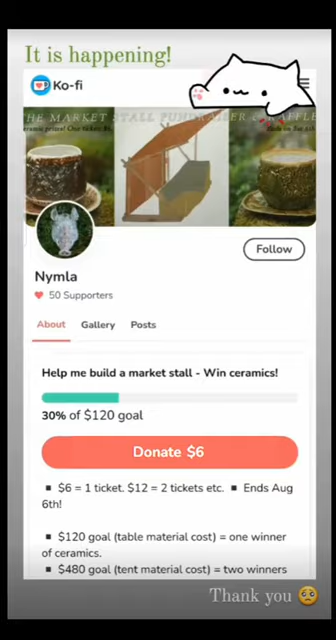 It is happening!
Ko-fi
THE MARKET STALL FUNDRAISER & RAFFLE
Follow
Nymla
50 Supporters
About Gallery Posts
Help me build a market stall - Win ceramics!
30% of $120 goal
Donate $6
▪ $6 = 1 ticket. $12 = 2 tickets etc. ▪ Ends Aug
6th!
▪ $120 goal (table material cost) = one winner
of ceramics.
▪ $480 goal (tent material cost) = two winners
Thank you 🥺